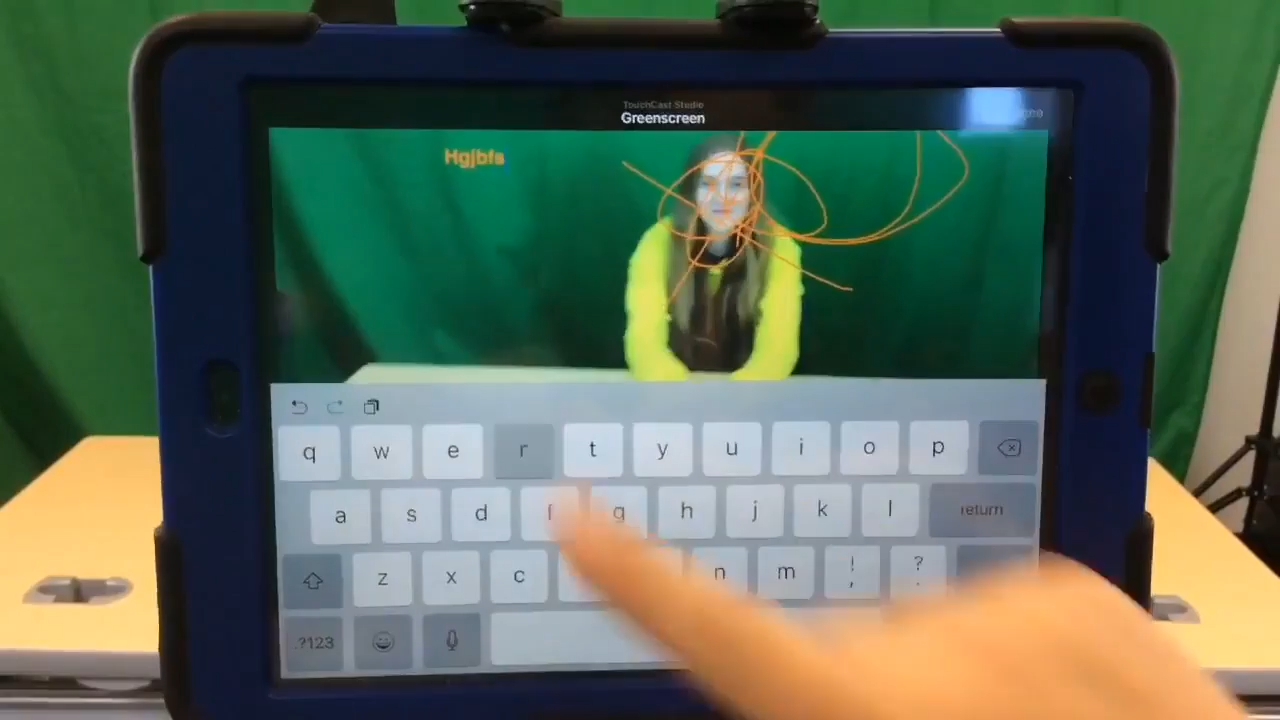 TouchCast Studio
Greenscreen
Hgjbfs
q w e r t y u i o p
a s d f g h j k l return
z x c n m ! , ? .
.?123